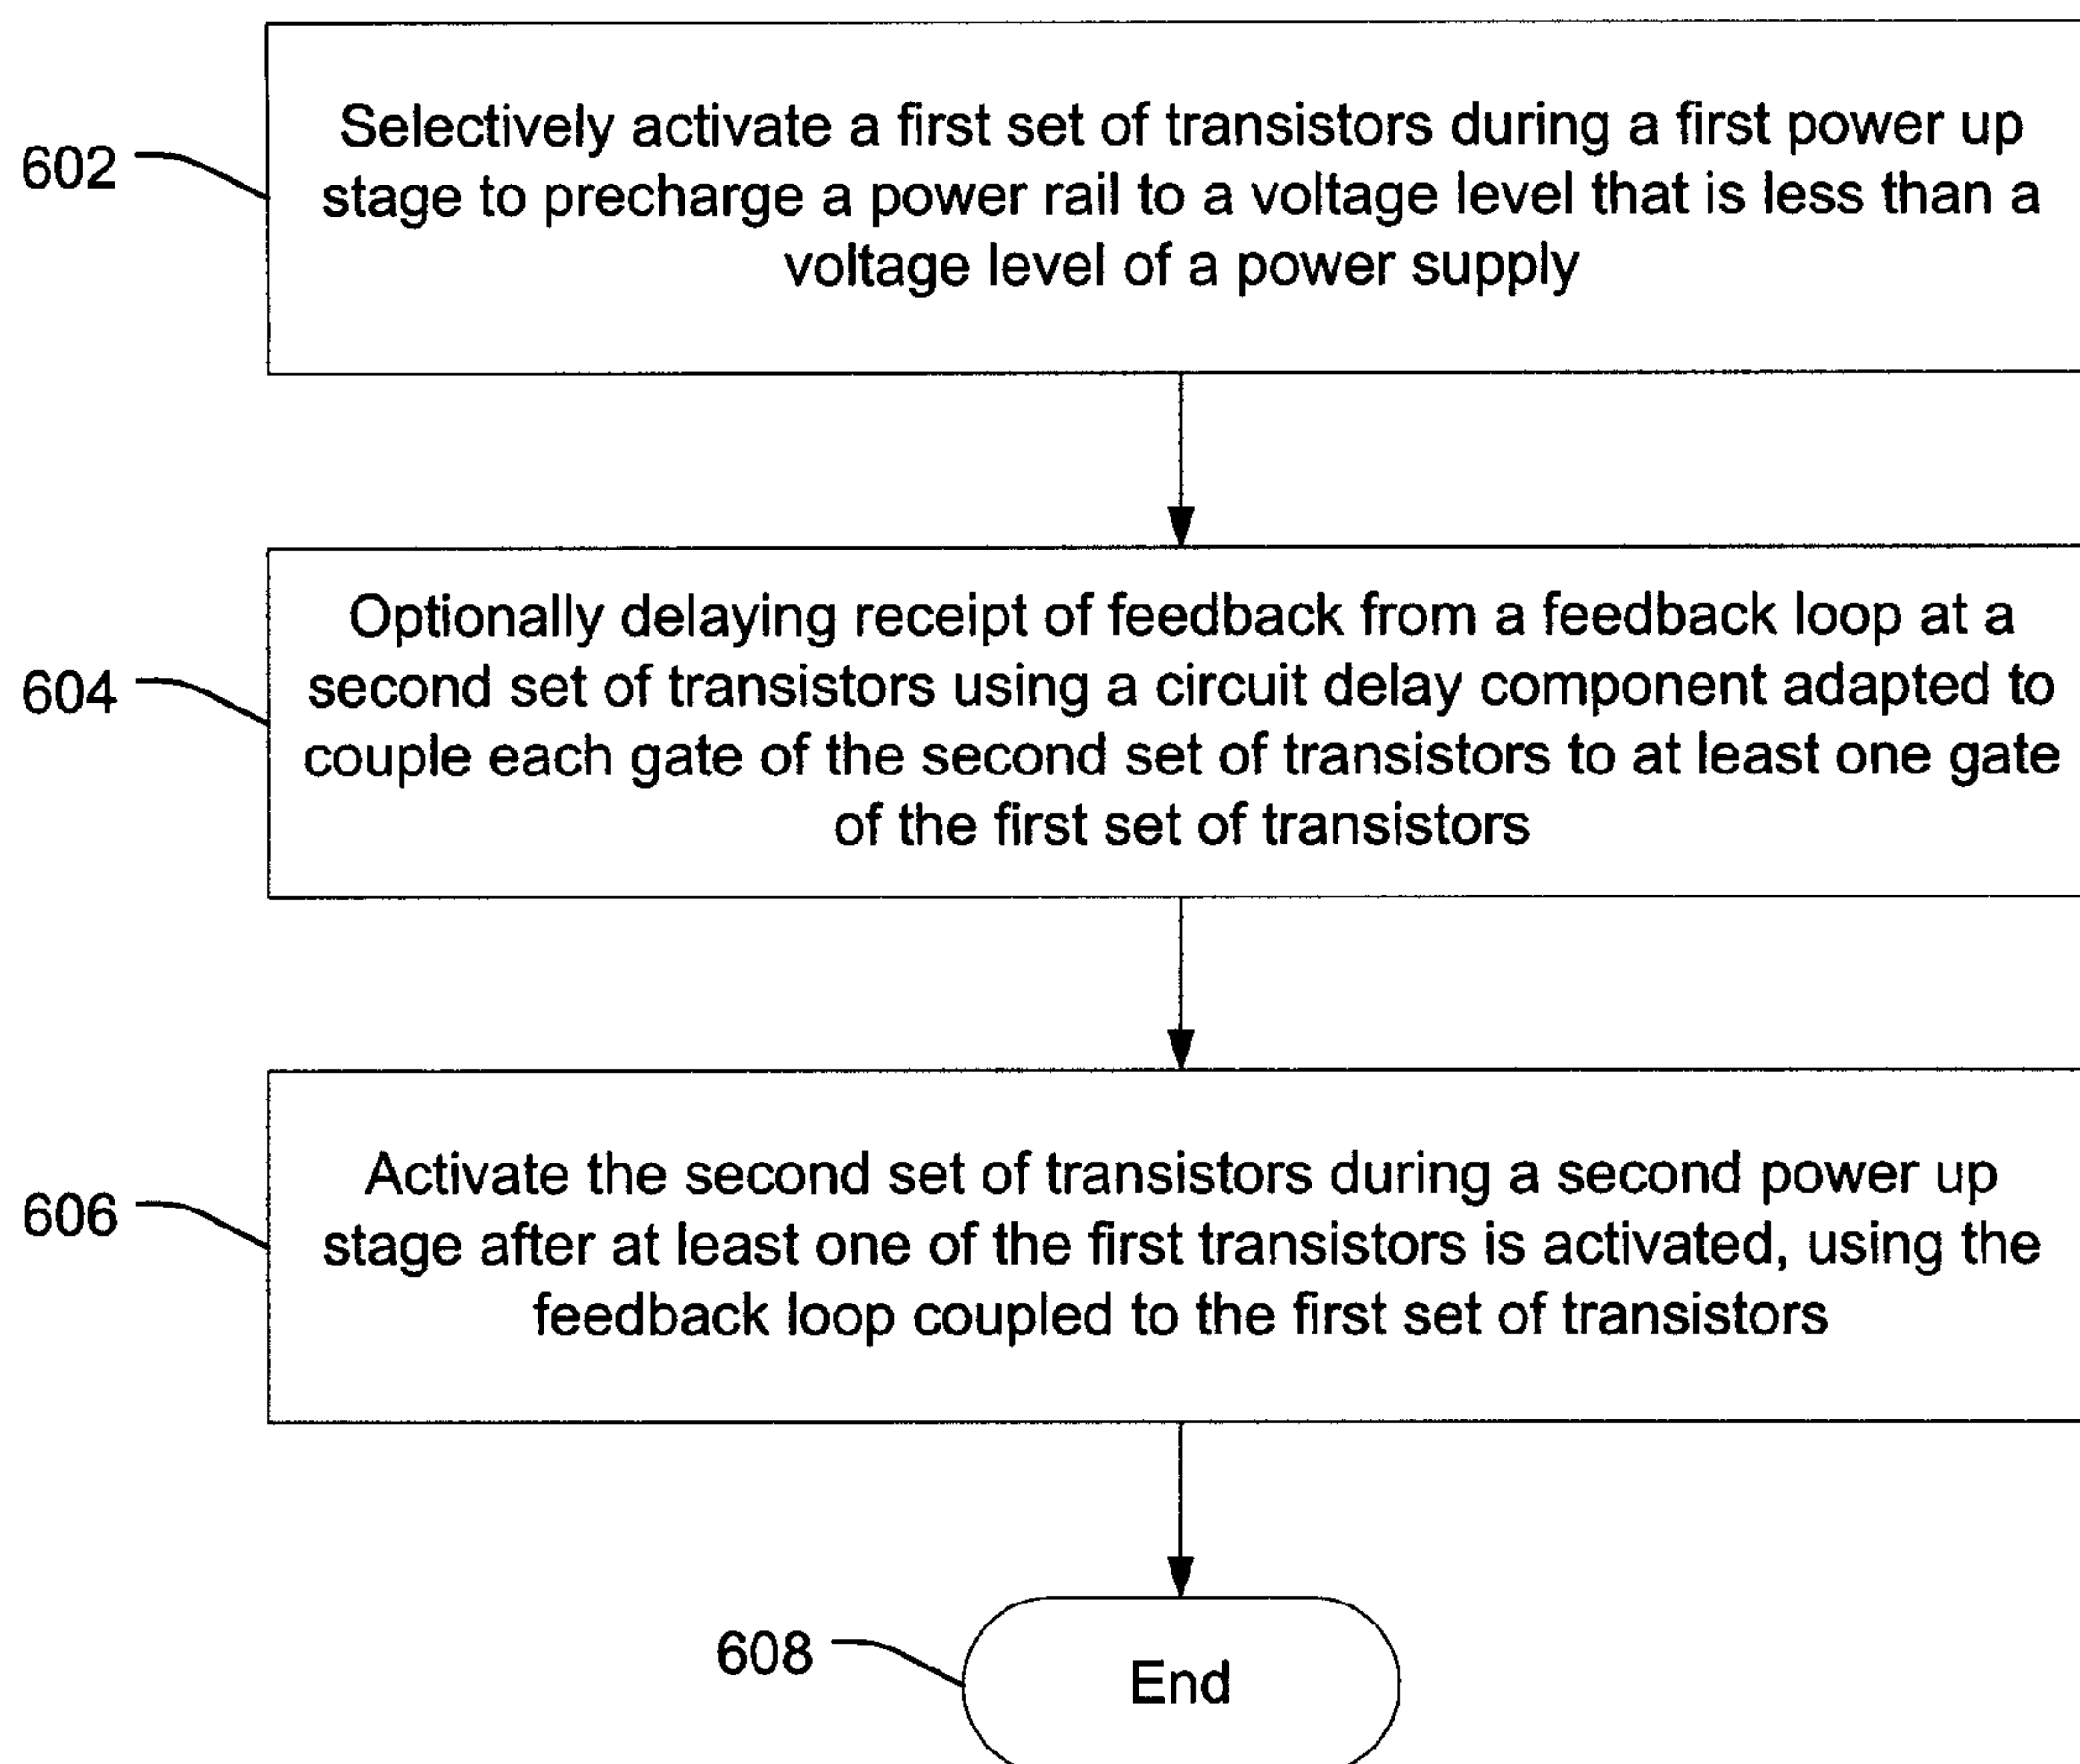 602
Selectively activate a first set of transistors during a first power up
stage to precharge a power rail to a voltage level that is less than a
voltage level of a power supply
604
Optionally delaying receipt of feedback from a feedback loop at a
second set of transistors using a circuit delay component adapted to
couple each gate of the second set of transistors to at least one gate
of the first set of transistors
606
Activate the second set of transistors during a second power up
stage after at least one of the first transistors is activated, using the
feedback loop coupled to the first set of transistors
608
End